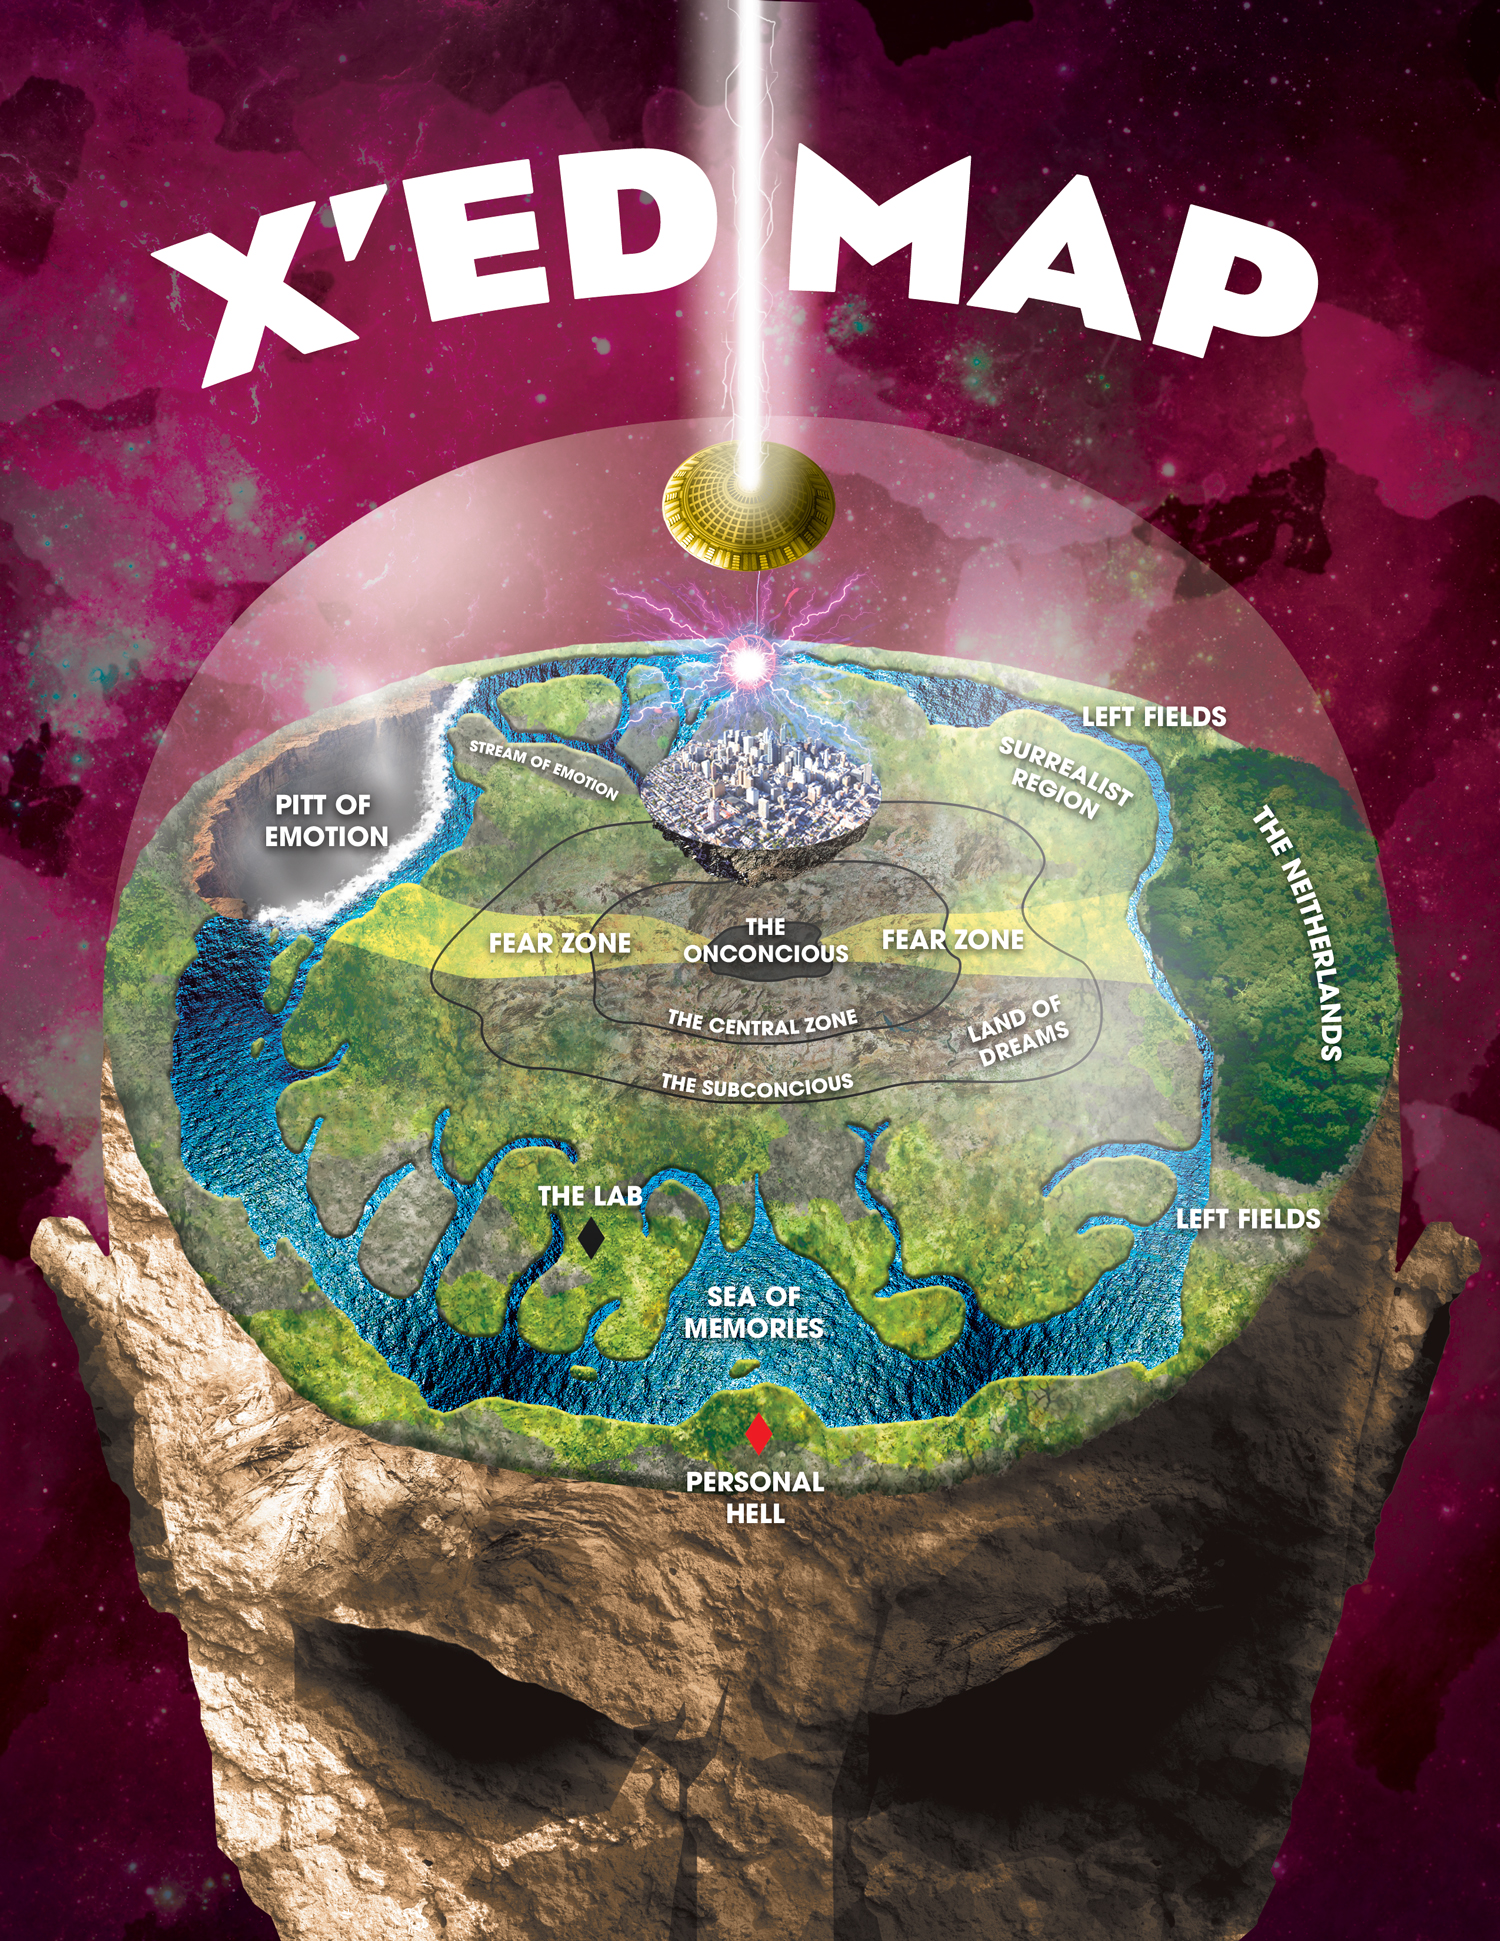 X'ED MAP
LEFT FIELDS
SURREALIST
REGION
STREAM OF EMOTION
PITT OF
EMOTION
THE NEITHERLANDS
THE
ONCONCIOUS
FEAR ZONE
FEAR ZONE
THE CENTRAL ZONE
LAND OF
DREAMS
THE SUBCONCIOUS
THE LAB
LEFT FIELDS
SEA OF
MEMORIES
PERSONAL
HELL